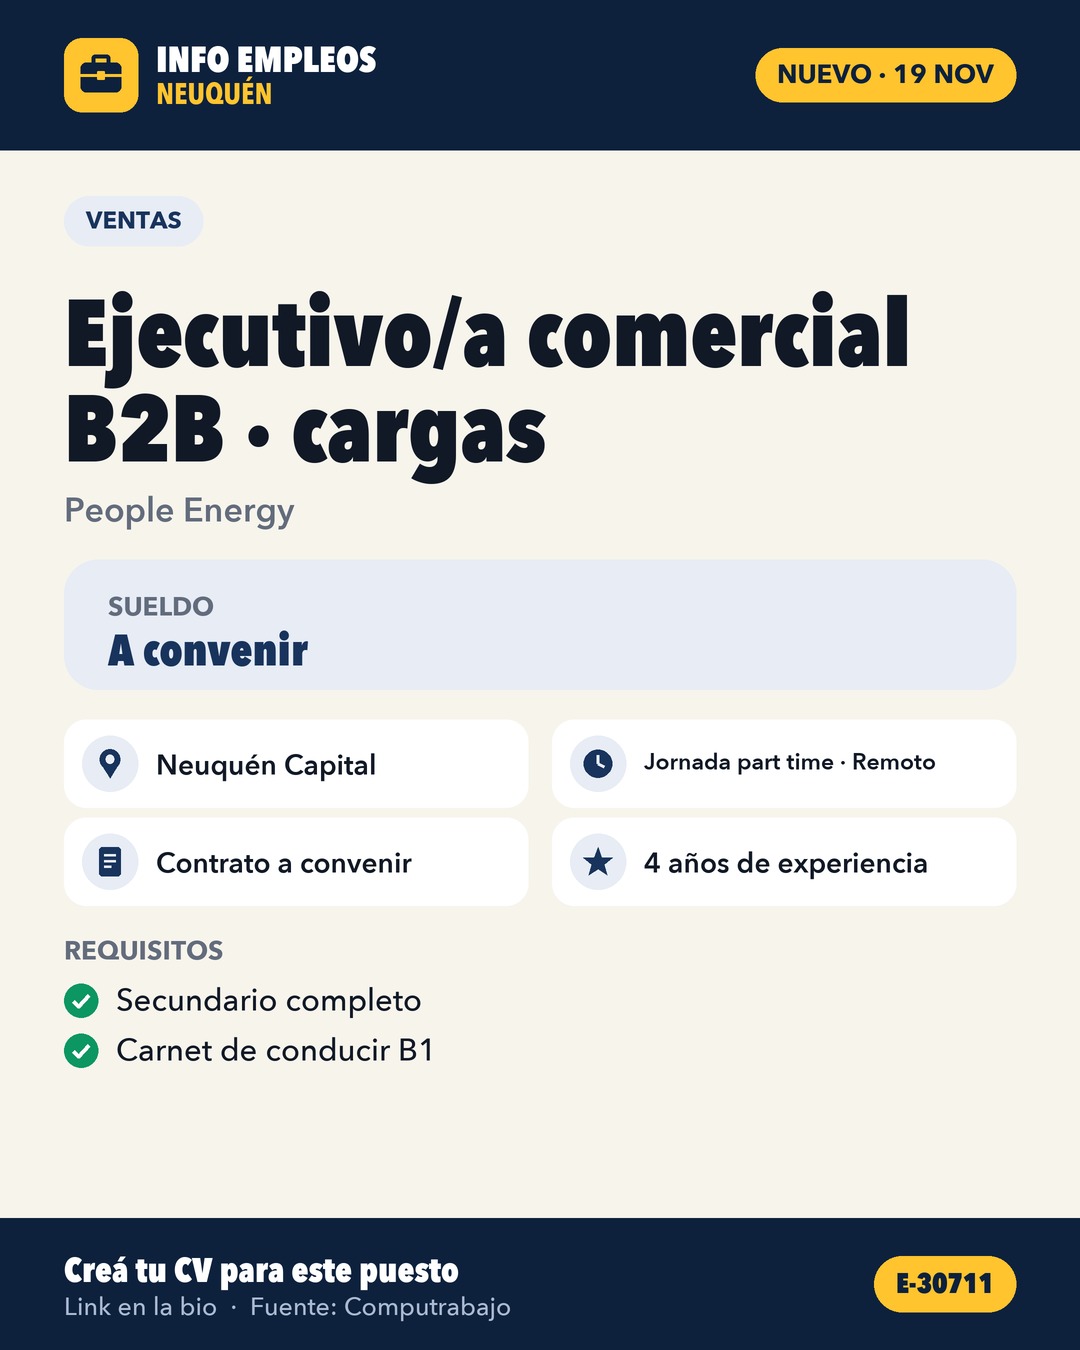 INFO EMPLEOS
NEUQUÉN
NUEVO · 19 NOV
VENTAS
Ejecutivo/a comercial
B2B · cargas
People Energy
SUELDO
A convenir
Neuquén Capital
Jornada part time · Remoto
Contrato a convenir
4 años de experiencia
REQUISITOS
Secundario completo
Carnet de conducir B1
Creá tu CV para este puesto
Link en la bio · Fuente: Computrabajo
E-30711